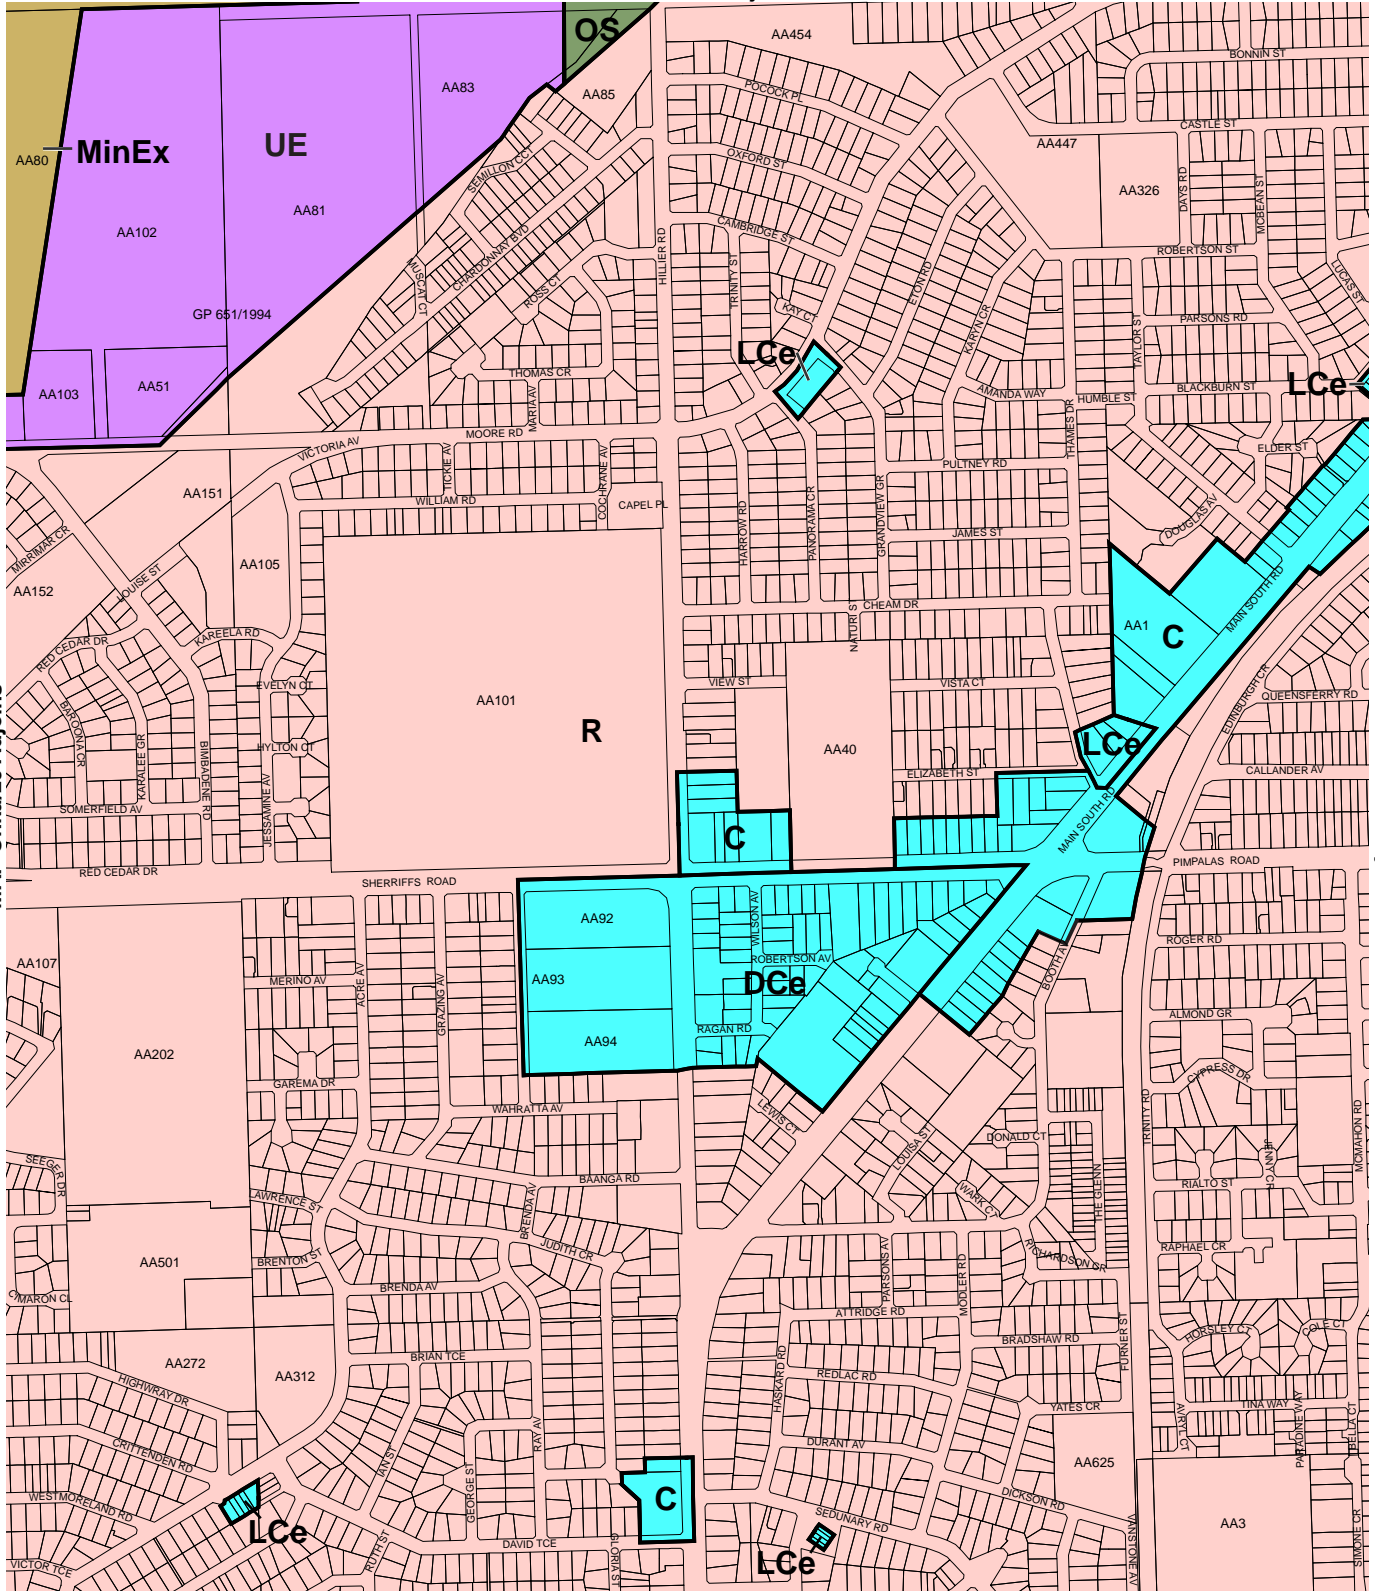 OS
AA454
BONNIN ST
AA83
AA85
POCOCK PL
CASTLE ST
AA80
MinEx
UE
AA447
SEMILLON CCT
OXFORD ST
AA326
DAYS RD
MCBEAN ST
AA81
AA102
CAMBRIDGE ST
CHARDONNAY BVD
HILLIER RD
ROBERTSON ST
MUSCAT CT
TRINITY ST
ETON RD
LUCAS ST
ROSS CT
KAY CT
GP 651/1994
KARYN CR
TAYLOR ST
PARSONS RD
LCe
THOMAS CR
AA103
AA51
MARIA AV
AMANDA WAY
HUMBLE ST
BLACKBURN ST
LCe
THAMES DR
MOORE RD
VICTORIA AV
TICKIE AV
ELDER ST
PULTNEY RD
COCHRANE AV
AA151
WILLIAM RD
CAPEL PL
HARROW RD
PANORAMA CR
GRANDVIEW GR
DOUGLAS AV
JAMES ST
MIRRIMAR CR
AA105
LOUISE ST
AA152
CHEAM DR
NATURI ST
MAIN SOUTH RD
AA1
C
KAREELA RD
RED CEDAR DR
EVELYN CT
VIEW ST
VISTA CT
QUEENSFERRY RD
EDINBURGH CR
AA101
R
BAROONA CR
KARALEE GR
BIMBADENE RD
HYLTON CT
AA40
LCe
ELIZABETH ST
CALLANDER AV
JESSAMINE AV
SOMERFIELD AV
C
MAIN SOUTH RD
PIMPALAS ROAD
RED CEDAR DR
SHERRIFFS ROAD
AA92
WILSON AV
ROGER RD
AA107
ROBERTSON AV
BOOTH AV
MERINO AV
ACRE AV
GRAZING AV
AA93
DCe
ALMOND GR
RAGAN RD
AA94
AA202
GAREMA DR
CYPRESS DR
WAHRATTA AV
LEWIS CT
TRINITY RD
MCMAHON RD
DONALD CT
LOUISA ST
JENNY CR
SEEGER DR
BAANGA RD
RIALTO ST
LAWRENCE ST
BRENDA AV
WARK CT
THE GLENN
JUDITH CR
BRENTON ST
AA501
RICHARDSON CR
RAPHAEL CR
PARSONS AV
MODLER RD
BRENDA AV
CIMARON CL
ATTRIDGE RD
BRADSHAW RD
FURNER ST
HORSLEY CT
COLE CT
BRIAN TCE
AA272
AA312
HASKARD RD
REDLAC RD
HIGHWRAY DR
YATES CR
TINA WAY
AVRYL CT
PARADINE WAY
BELLA CT
RAY AV
DURANT AV
CRITTENDEN RD
IAN ST
AA625
GEORGE ST
DICKSON RD
C
WESTMORELAND RD
LCe
SEDUNARY RD
AA3
DAVID TCE
RUTH ST
GLORIA ST
LCe
VANSTONE AV
SIMONE CR
VICTOR TCE